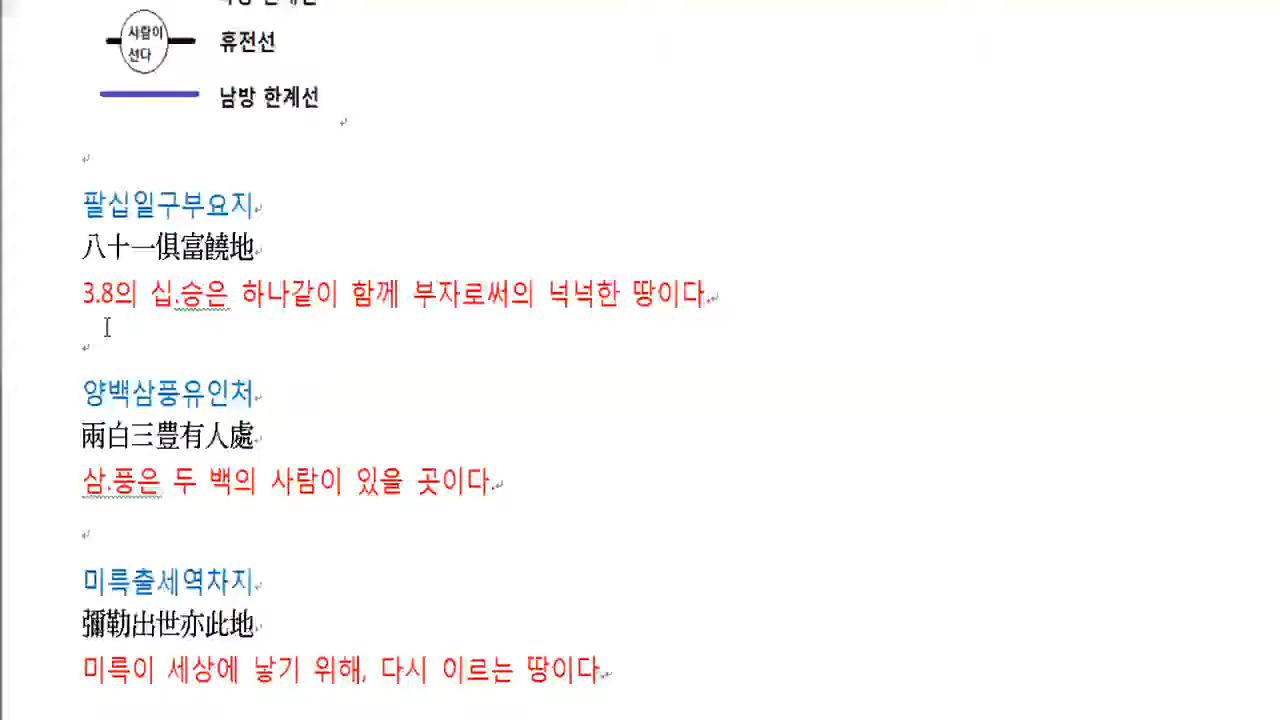 사람이
선다
휴전선
남방 한계선
팔십일구부요지
八十一俱富饒地
3.8의 십.승은 하나같이 함께 부자로써의 넉넉한 땅이다.
양백삼풍유인처
兩白三豊有人處
삼.풍은 두 백의 사람이 있을 곳이다.
미륵출세역차지
彌勒出世亦此地
미륵이 세상에 낳기 위해, 다시 이르는 땅이다.